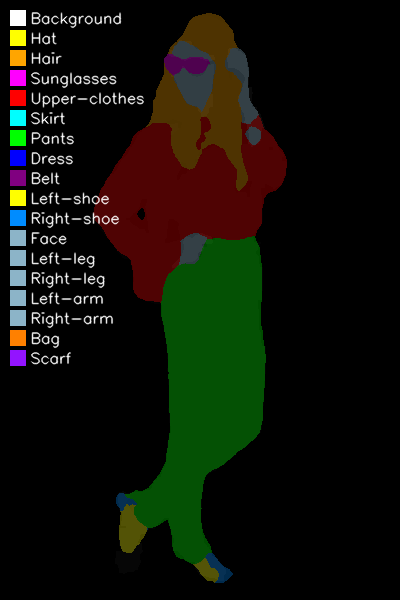 Background
Hat
Hair
Sunglasses
Upper-clothes
Skirt
Pants
Dress
Belt
Left-shoe
Right-shoe
Face
Left-leg
Right-leg
Left-arm
Right-arm
Bag
Scarf